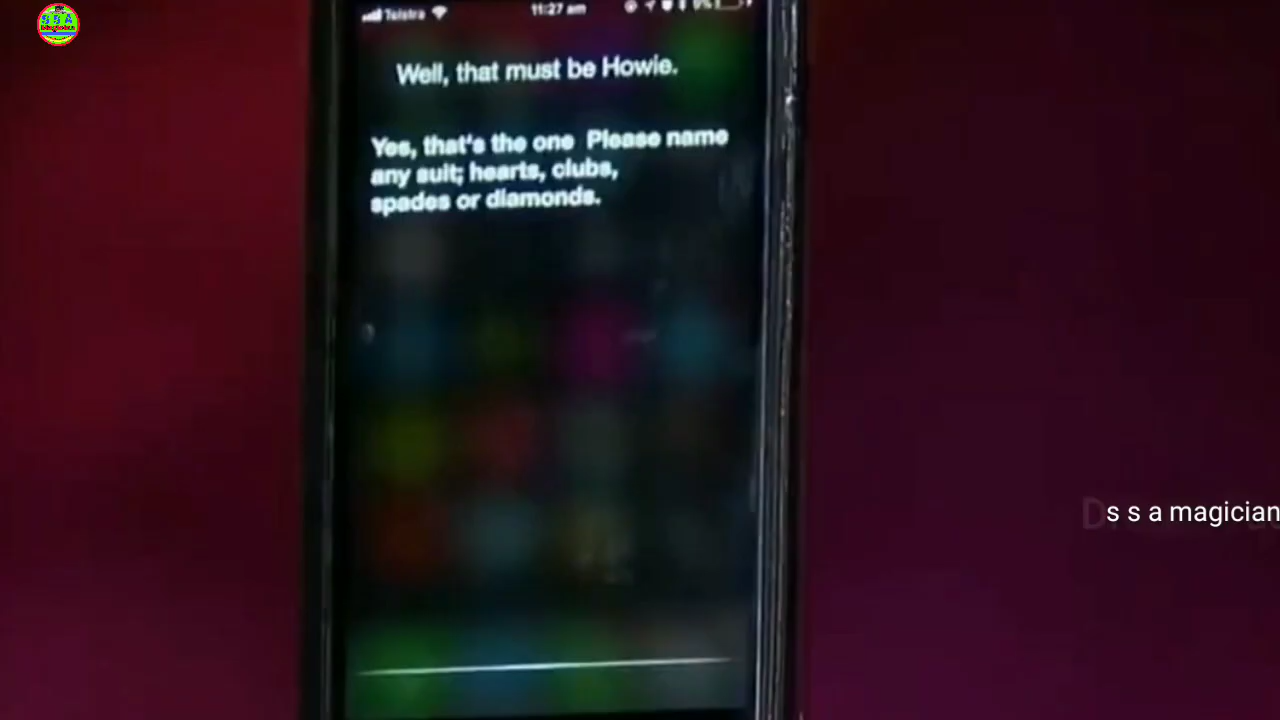 S S A
Telstra
11:27 am
9%
Well, that must be Howie.
Yes, that's the one Please name
any suit; hearts, clubs,
spades or diamonds.
s s a magician